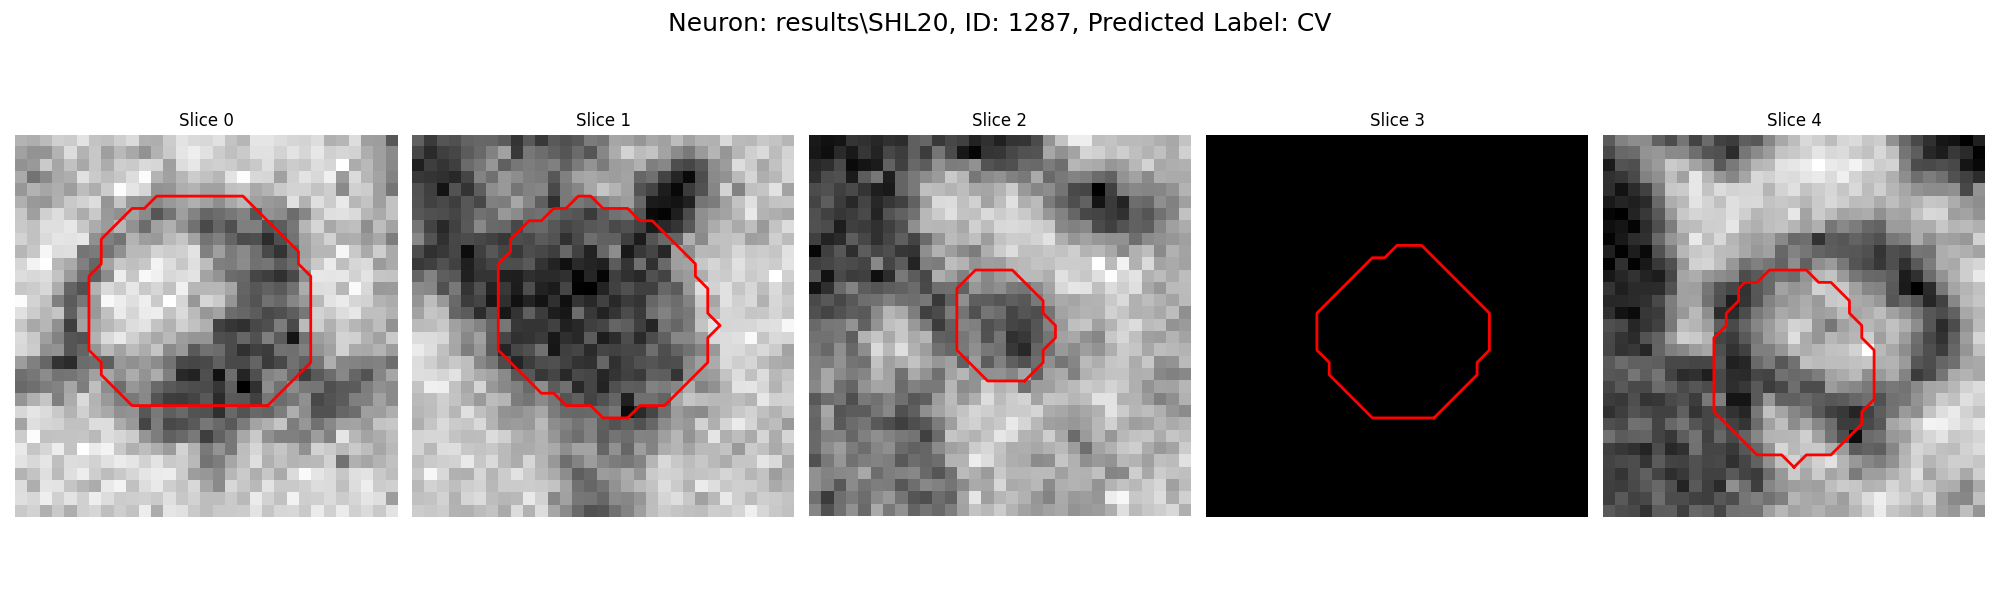 Neuron: results\SHL20, ID: 1287, Predicted Label: CV
Slice 0
Slice 1
Slice 2
Slice 3
Slice 4